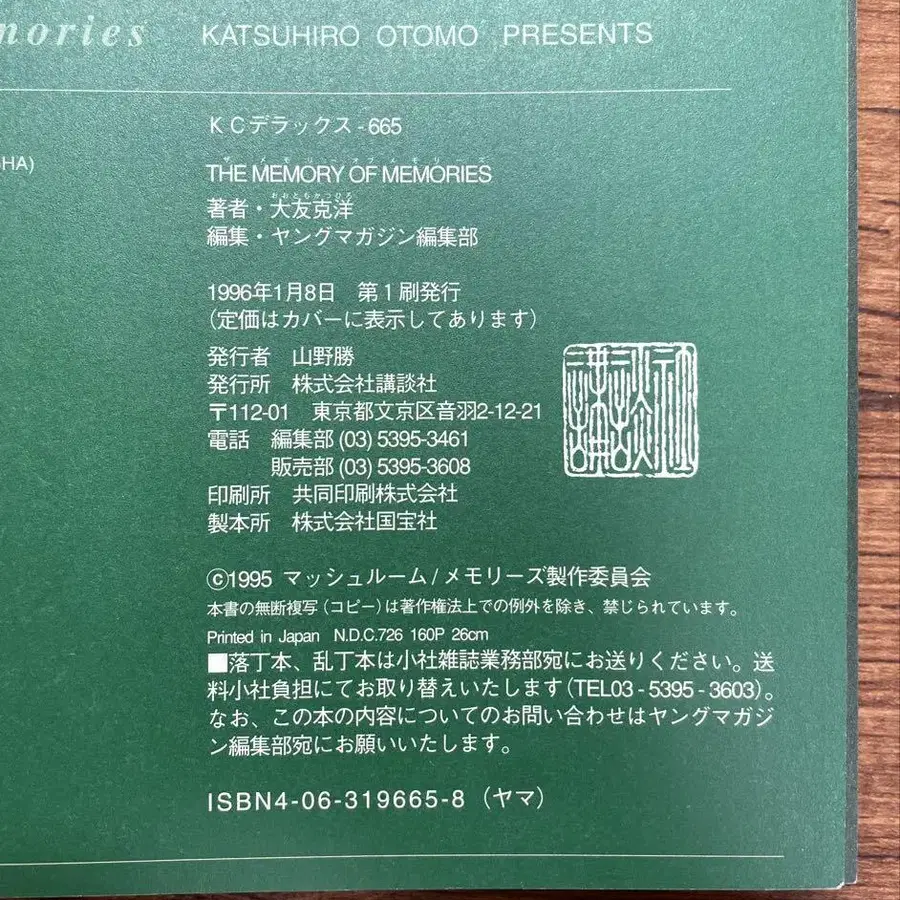 mories KATSUHIRO OTOMO PRESENTS
SHA)
KCデラックス-665
THE MEMORY OF MEMORIES
おおともかつひろ
著者・大友克洋
編集・ヤングマガジン編集部
1996年1月8日 第1刷発行
(定価はカバーに表示してあります)
発行者 山野勝
発行所 株式会社講談社
〒112-01 東京都文京区音羽2-12-21
電話 編集部 (03) 5395-3461
販売部 (03) 5395-3608
印刷所 共同印刷株式会社
製本所 株式会社国宝社
©1995 マッシュルーム/メモリーズ製作委員会
本書の無断複写(コピー)は著作権法上での例外を除き、禁じられています。
Printed in Japan N.D.C.726 160P 26cm
■落丁本、乱丁本は小社雑誌業務部宛にお送りください。送
料小社負担にてお取り替えいたします(TEL03-5395-3603)。
なお、この本の内容についてのお問い合わせはヤングマガジ
ン編集部宛にお願いいたします。
ISBN4-06-319665-8 (ヤマ)